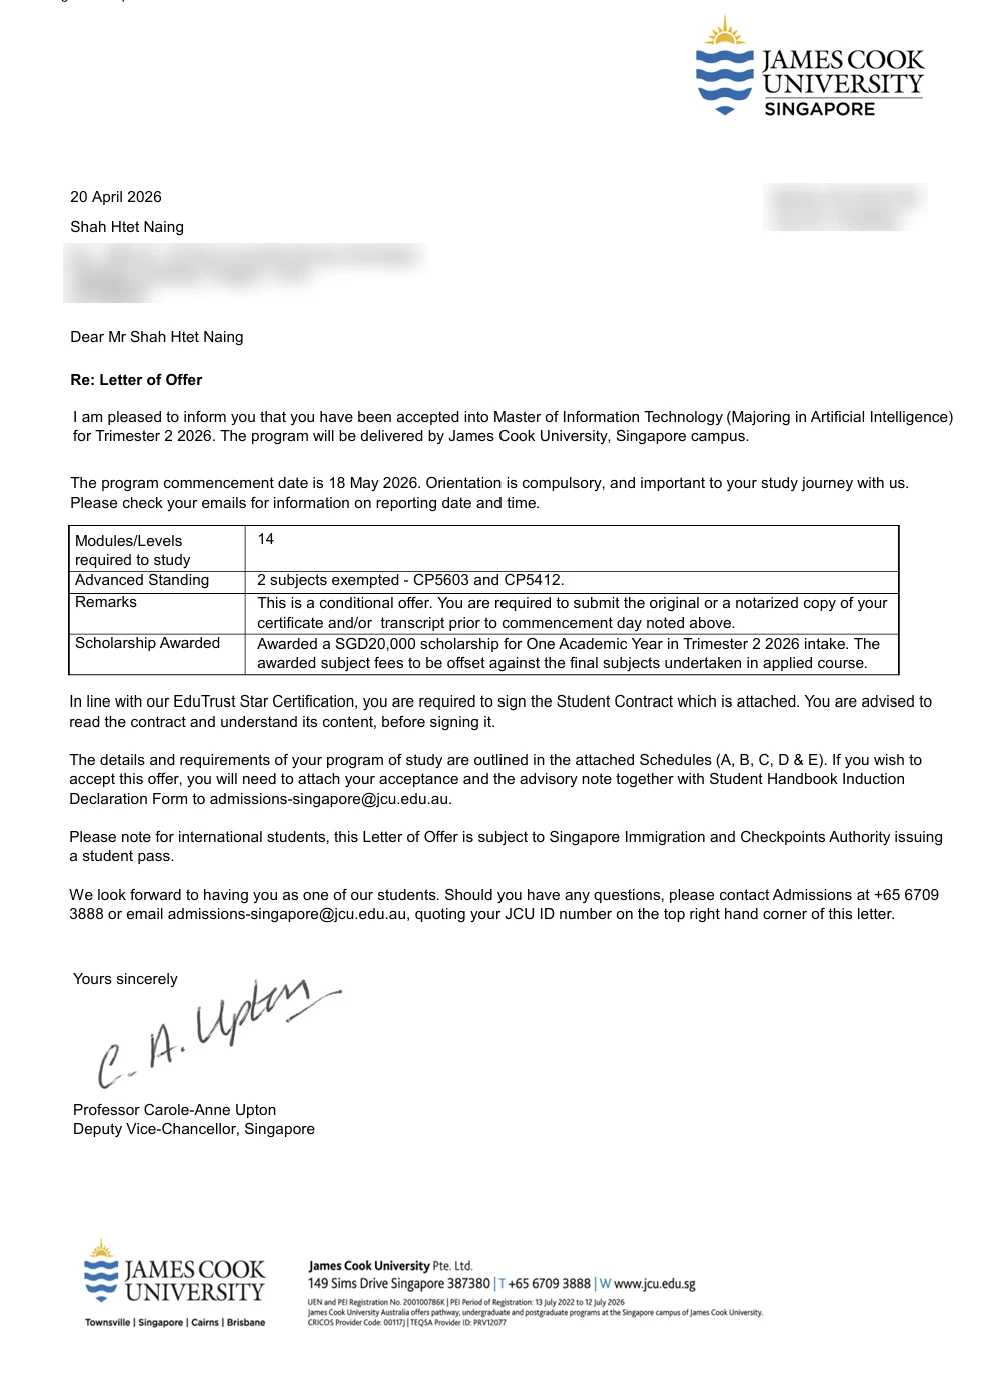 JAMES COOK
UNIVERSITY
SINGAPORE
20 April 2026
Shah Htet Naing
Dear Mr Shah Htet Naing
Re: Letter of Offer
I am pleased to inform you that you have been accepted into Master of Information Technology (Majoring in Artificial Intelligence)
for Trimester 2 2026. The program will be delivered by James Cook University, Singapore campus.
The program commencement date is 18 May 2026. Orientation is compulsory, and important to your study journey with us.
Please check your emails for information on reporting date and time.
Modules/Levels 14
required to study
Advanced Standing 2 subjects exempted - CP5603 and CP5412.
Remarks This is a conditional offer. You are required to submit the original or a notarized copy of your
certificate and/or transcript prior to commencement day noted above.
Scholarship Awarded Awarded a SGD20,000 scholarship for One Academic Year in Trimester 2 2026 intake. The
awarded subject fees to be offset against the final subjects undertaken in applied course.
In line with our EduTrust Star Certification, you are required to sign the Student Contract which is attached. You are advised to
read the contract and understand its content, before signing it.
The details and requirements of your program of study are outlined in the attached Schedules (A, B, C, D & E). If you wish to
accept this offer, you will need to attach your acceptance and the advisory note together with Student Handbook Induction
Declaration Form to admissions-singapore@jcu.edu.au.
Please note for international students, this Letter of Offer is subject to Singapore Immigration and Checkpoints Authority issuing
a student pass.
We look forward to having you as one of our students. Should you have any questions, please contact Admissions at +65 6709
3888 or email admissions-singapore@jcu.edu.au, quoting your JCU ID number on the top right hand corner of this letter.
Yours sincerely
C. A. Upton
Professor Carole-Anne Upton
Deputy Vice-Chancellor, Singapore
JAMES COOK
UNIVERSITY
Townsville | Singapore | Cairns | Brisbane
James Cook University Pte. Ltd.
149 Sims Drive Singapore 387380 | T +65 6709 3888 | W www.jcu.edu.sg
UEN and PEI Registration No. 200100786K | PEI Period of Registration: 13 July 2022 to 12 July 2026
James Cook University Australia offers pathway, undergraduate and postgraduate programs at the Singapore campus of James Cook University.
CRICOS Provider Code: 00117J | TEQSA Provider ID: PRV12077